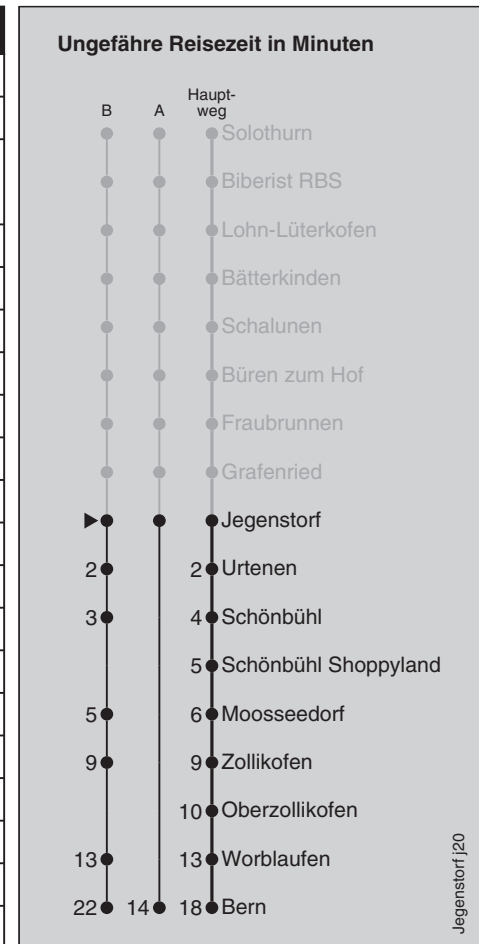 Ungefähre Reisezeit in Minuten
Haupt-
B A weg
Solothurn
Biberist RBS
Lohn-Lüterkofen
Bätterkinden
Schalunen
Büren zum Hof
Fraubrunnen
Grafenried
Jegenstorf
2 2 Urtenen
3 4 Schönbühl
5 Schönbühl Shoppyland
5 6 Moosseedorf
9 9 Zollikofen
10 Oberzollikofen
13 13 Worblaufen
22 14 18 Bern
Jegenstorf j20